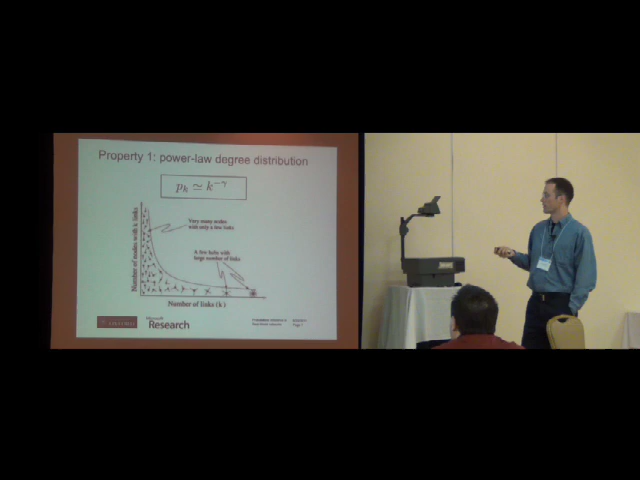 Property 1: power-law degree distribution
pₖ ≃ k⁻ᵞ
Number of nodes with k links
Very many nodes
with only a few links
A few hubs with
large number of links
Number of links (k)
Microsoft
Research